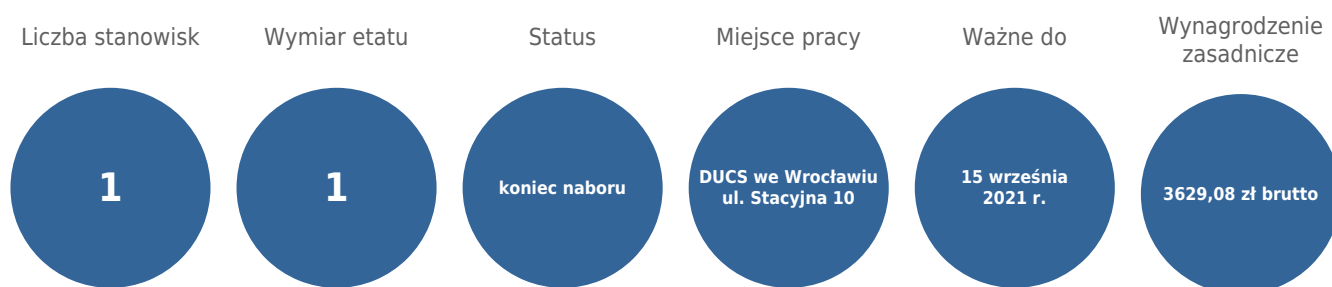 Liczba stanowisk
1
Wymiar etatu
1
Status
koniec naboru
Miejsce pracy
DUCS we Wrocławiu
ul. Stacyjna 10
Ważne do
15 września
2021 r.
Wynagrodzenie
zasadnicze
3629,08 zł brutto